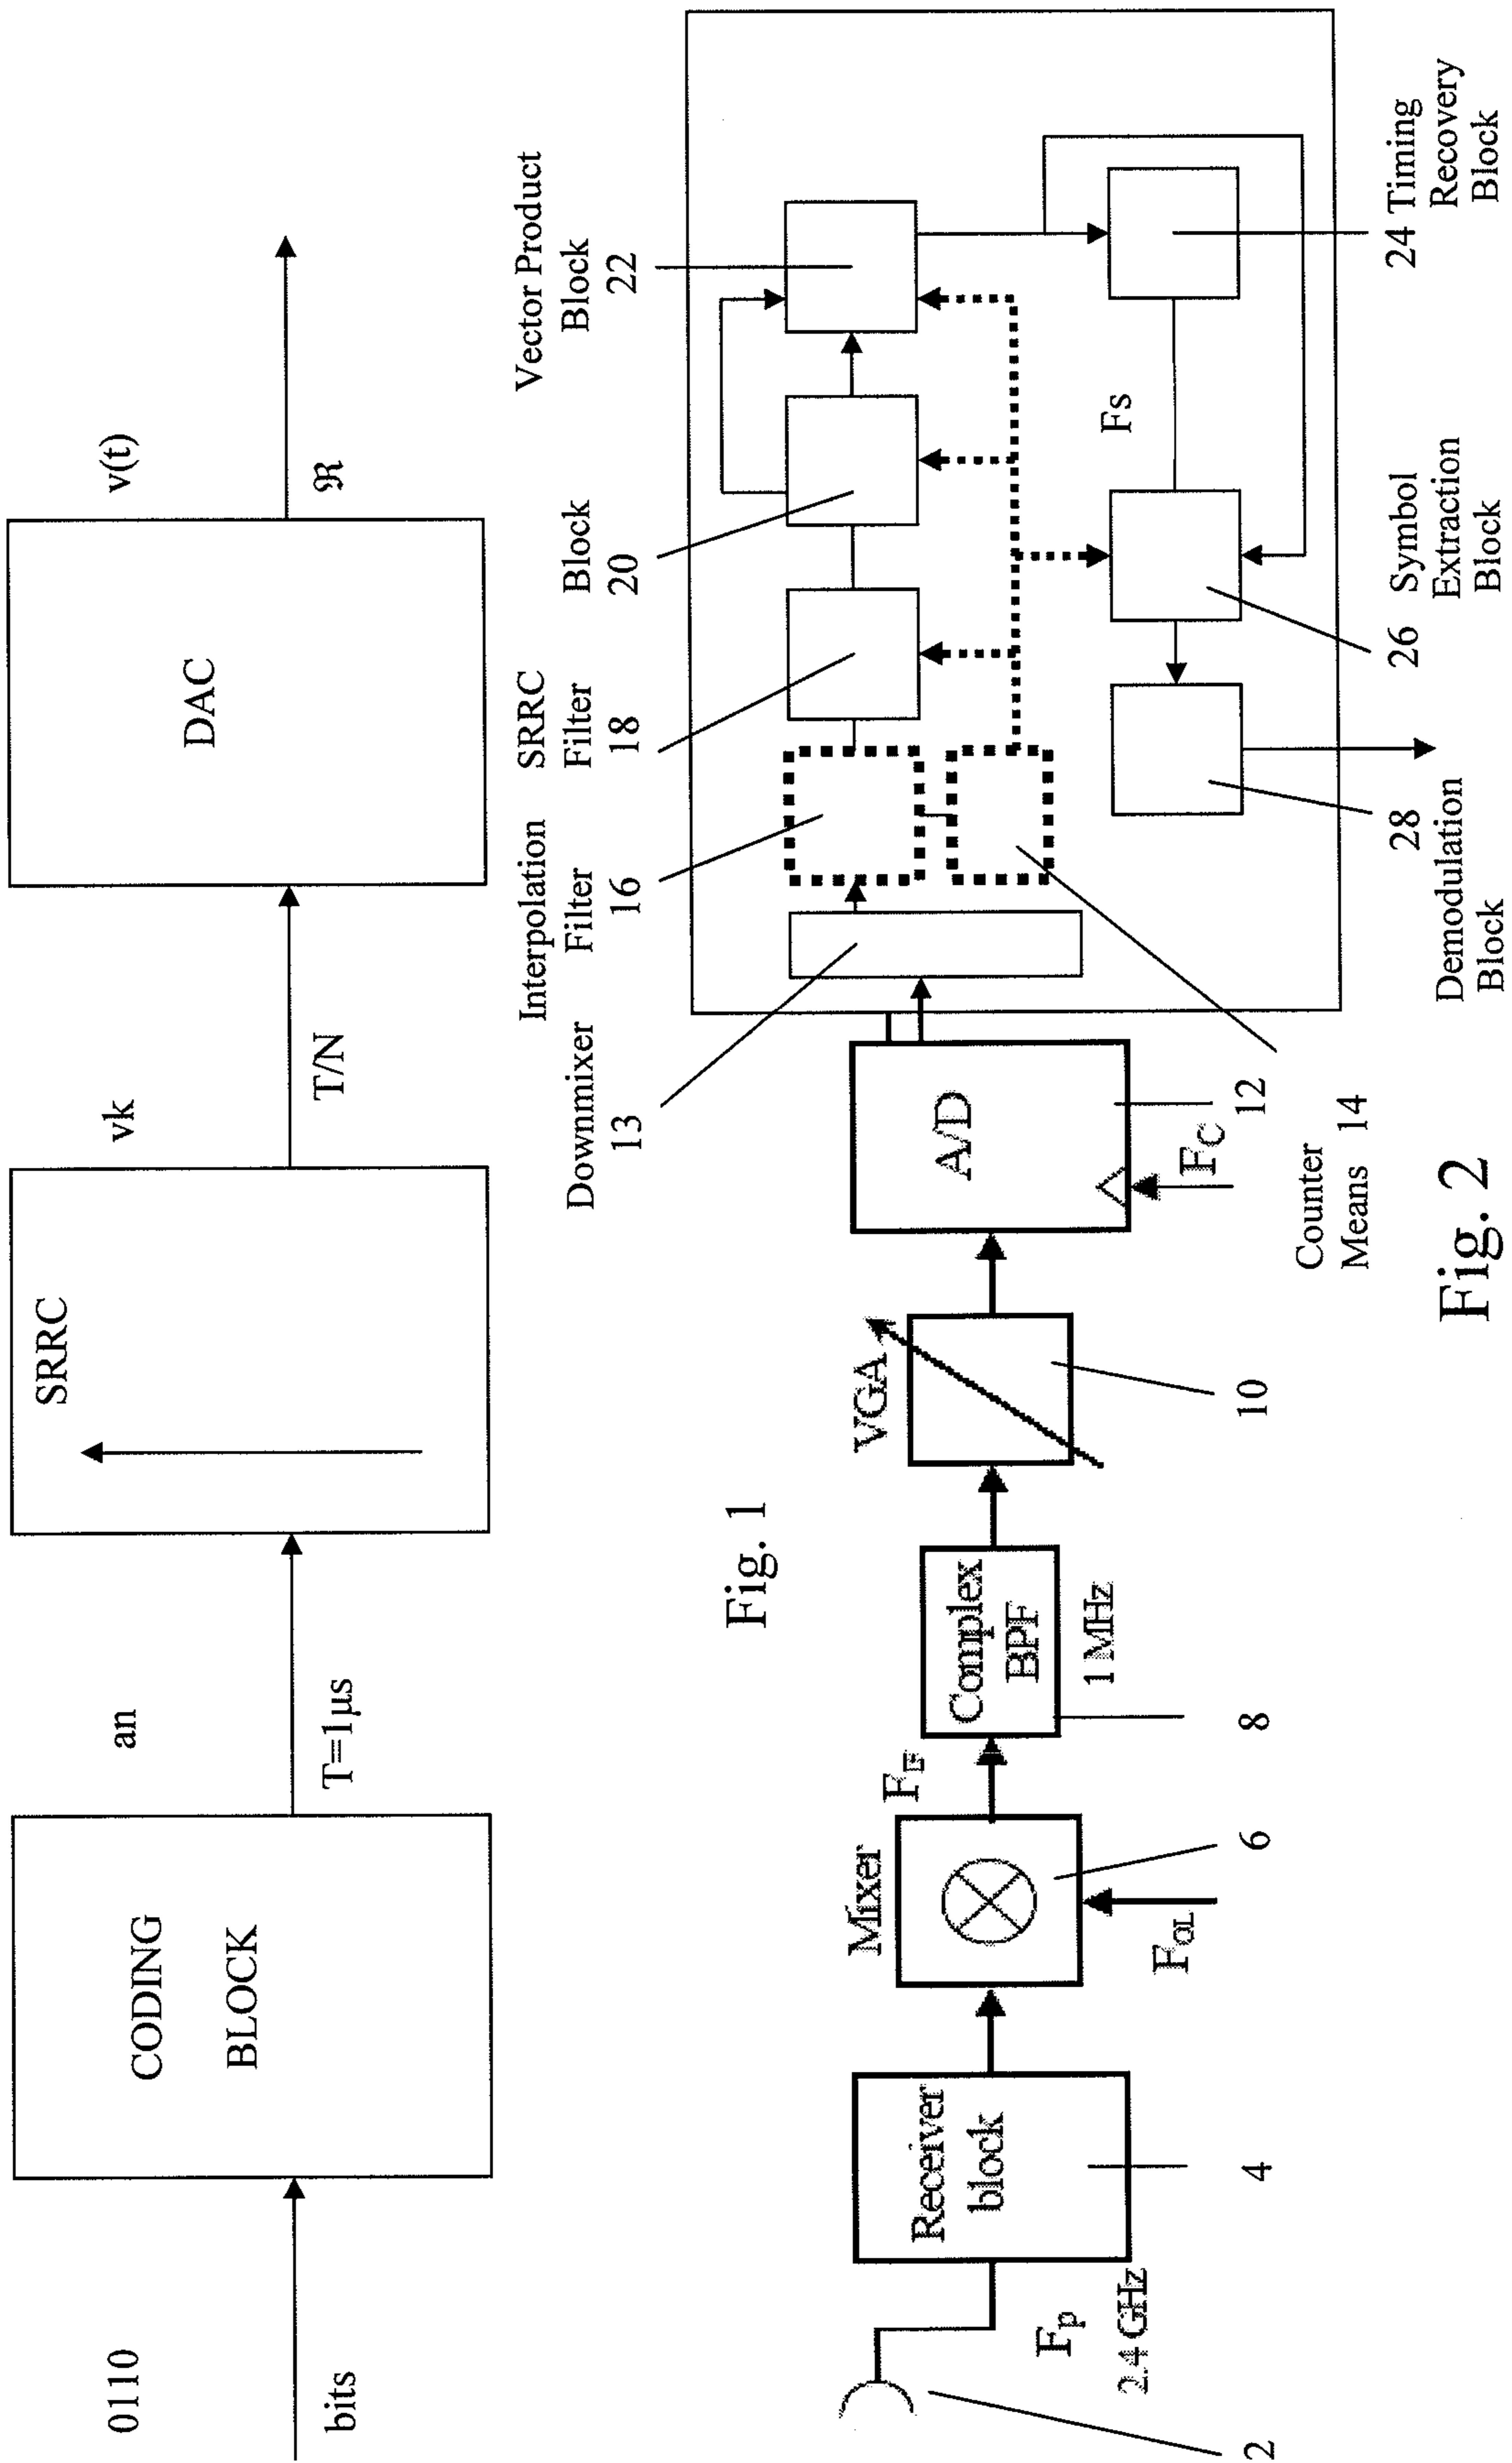 0110
bits
CODING
BLOCK
an
T=1µs
SRRC
vk
T/N
DAC
v(t)
ℜ
Fig. 1
2
Fp
2.4 GHz
Receiver
block
4
Mixer
FOL
6
FIF
Complex
BPF
1 MHz
8
VGA
10
A/D
FC
12
Counter
Means 14
Downmixer
13
Interpolation
Filter
16
SRRC
Filter
18
Block
20
Vector Product
Block
22
Fs
24 Timing
Recovery
Block
26 Symbol
Extraction
Block
28
Demodulation
Block
Fig. 2